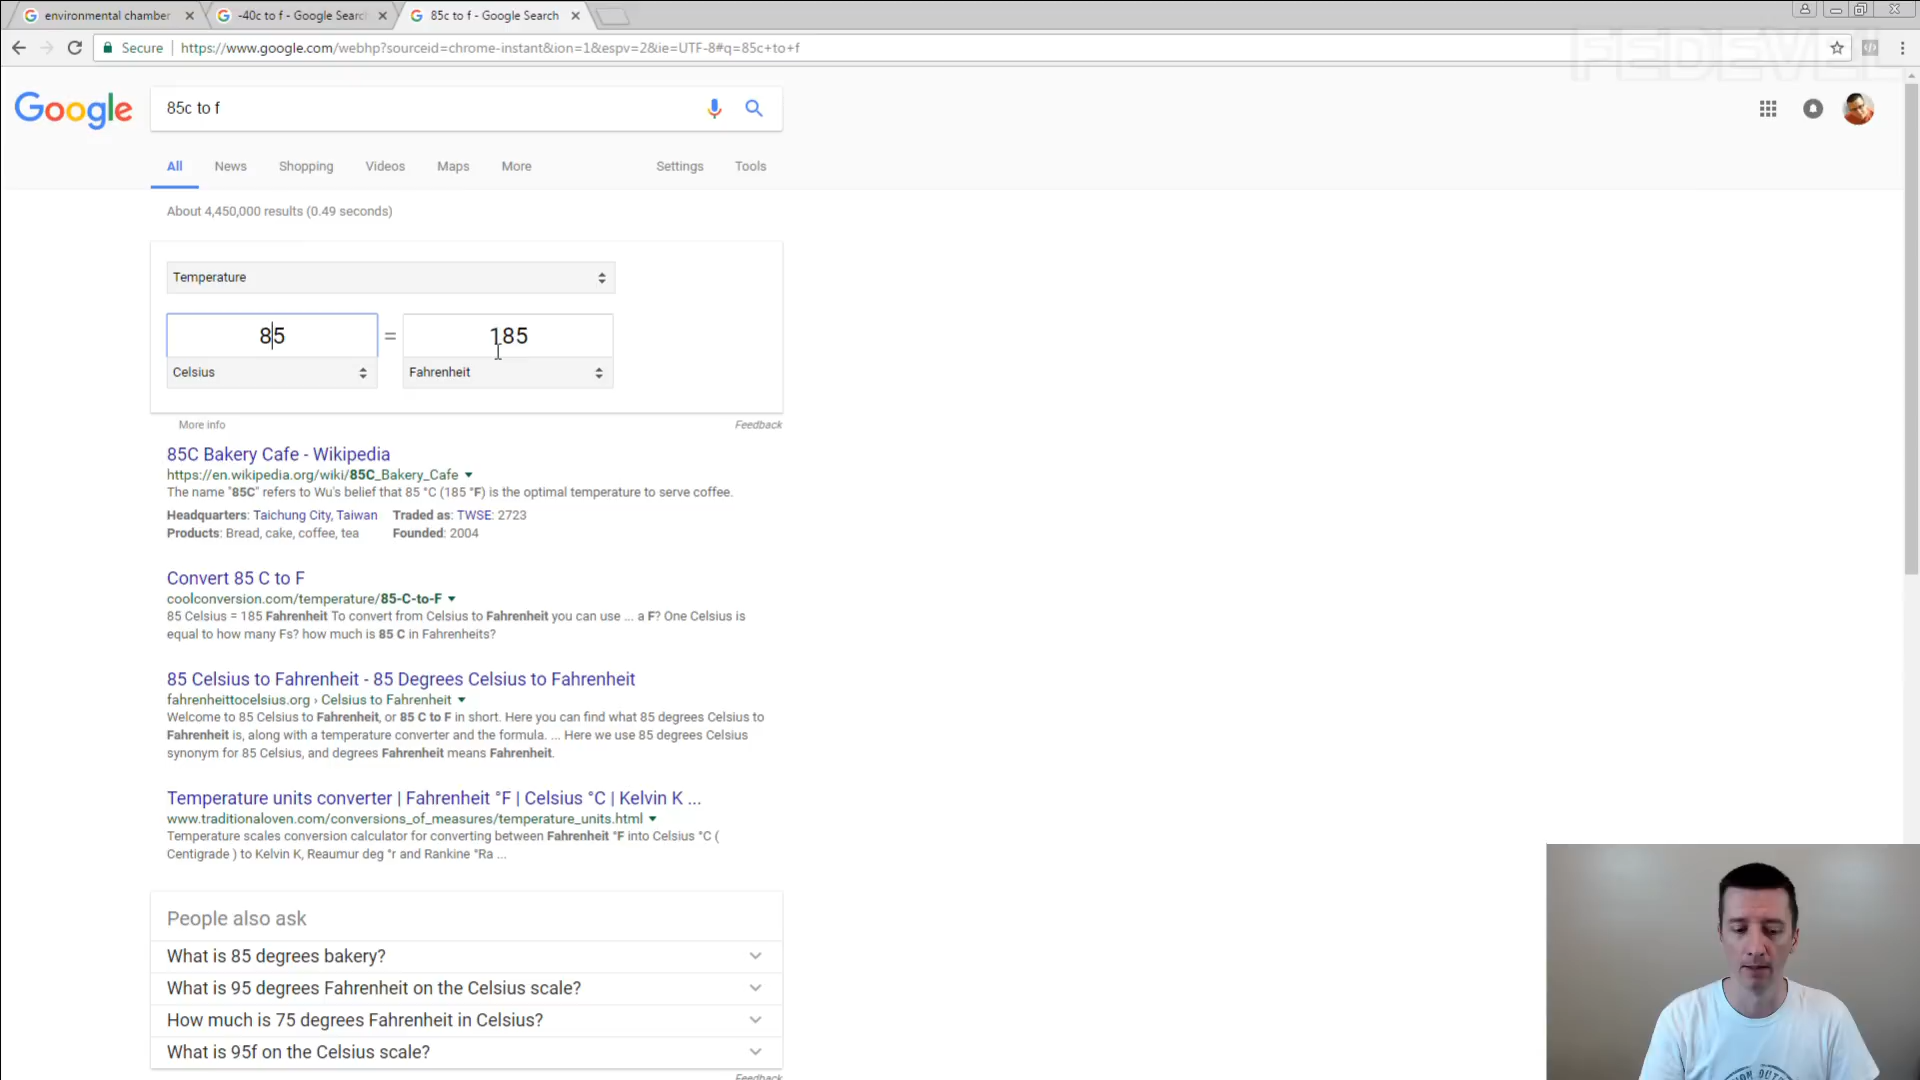 environmental chamber
-40c to f - Google Search
85c to f - Google Search
Secure
https://www.google.com/webhp?sourceid=chrome-instant&ion=1&espv=2&ie=UTF-8#q=85c+to+f
FEDEVEL
Google
85c to f
All News Shopping Videos Maps More Settings Tools
About 4,450,000 results (0.49 seconds)
Temperature
85 = 185
Celsius Fahrenheit
More info Feedback
85C Bakery Cafe - Wikipedia
https://en.wikipedia.org/wiki/85C_Bakery_Cafe
The name "85C" refers to Wu's belief that 85 °C (185 °F) is the optimal temperature to serve coffee.
Headquarters: Taichung City, Taiwan Traded as: TWSE: 2723
Products: Bread, cake, coffee, tea Founded: 2004
Convert 85 C to F
coolconversion.com/temperature/85-C-to-F
85 Celsius = 185 Fahrenheit To convert from Celsius to Fahrenheit you can use ... a F? One Celsius is
equal to how many Fs? how much is 85 C in Fahrenheits?
85 Celsius to Fahrenheit - 85 Degrees Celsius to Fahrenheit
fahrenheittocelsius.org › Celsius to Fahrenheit
Welcome to 85 Celsius to Fahrenheit, or 85 C to F in short. Here you can find what 85 degrees Celsius to
Fahrenheit is, along with a temperature converter and the formula. ... Here we use 85 degrees Celsius
synonym for 85 Celsius, and degrees Fahrenheit means Fahrenheit.
Temperature units converter | Fahrenheit °F | Celsius °C | Kelvin K ...
www.traditionaloven.com/conversions_of_measures/temperature_units.html
Temperature scales conversion calculator for converting between Fahrenheit °F into Celsius °C (
Centigrade ) to Kelvin K, Reaumur deg °r and Rankine °Ra ...
People also ask
What is 85 degrees bakery?
What is 95 degrees Fahrenheit on the Celsius scale?
How much is 75 degrees Fahrenheit in Celsius?
What is 95f on the Celsius scale?
Feedback